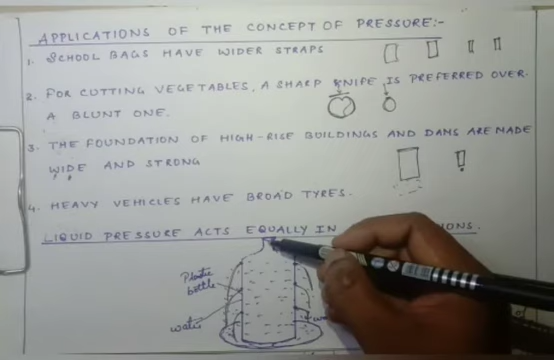 APPLICATIONS OF THE CONCEPT OF PRESSURE:-
1. SCHOOL BAGS HAVE WIDER STRAPS
2. FOR CUTTING VEGETABLES, A SHARP KNIFE IS PREFERRED OVER
A BLUNT ONE.
3. THE FOUNDATION OF HIGH-RISE BUILDINGS AND DAMS ARE MADE
WIDE AND STRONG
4. HEAVY VEHICLES HAVE BROAD TYRES.
LIQUID PRESSURE ACTS EQUALLY IN
Plastic
bottle
water